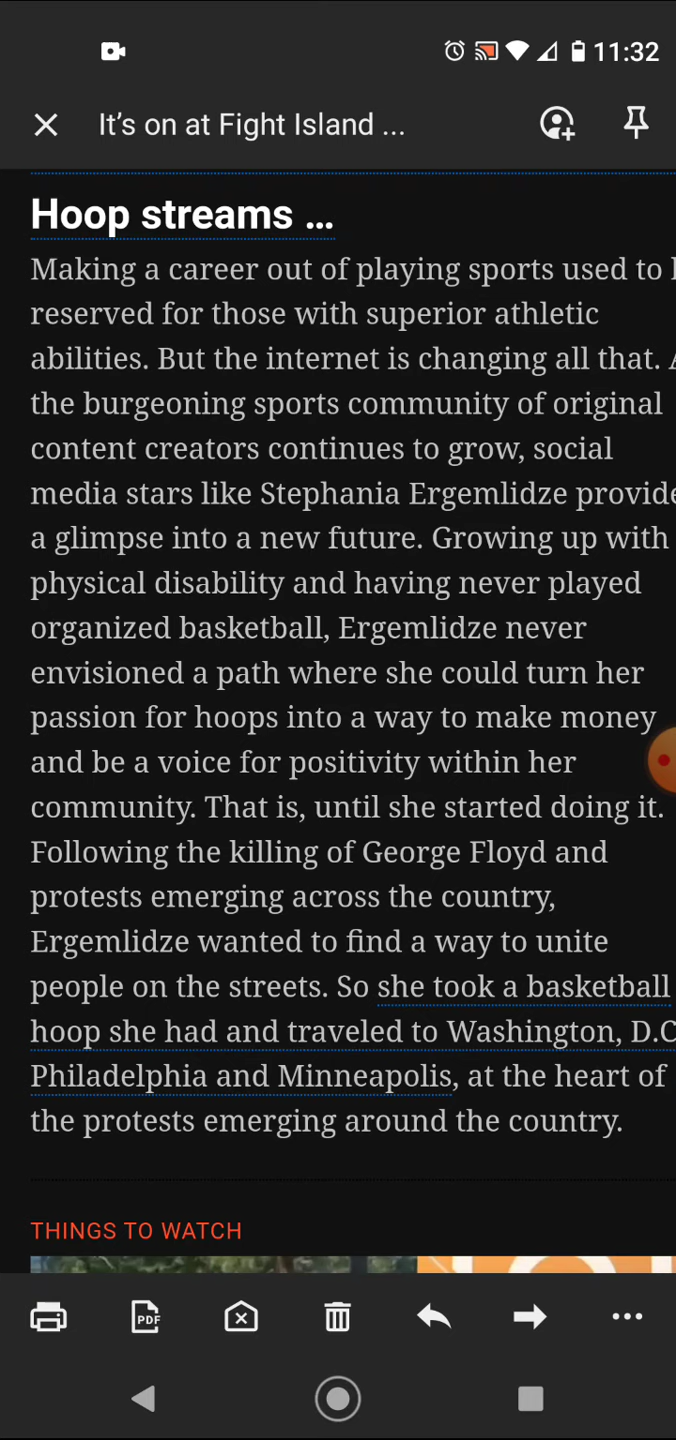 11:32
It's on at Fight Island ...
Hoop streams ...
Making a career out of playing sports used to
reserved for those with superior athletic
abilities. But the internet is changing all that.
the burgeoning sports community of original
content creators continues to grow, social
media stars like Stephania Ergemlidze provide
a glimpse into a new future. Growing up with
physical disability and having never played
organized basketball, Ergemlidze never
envisioned a path where she could turn her
passion for hoops into a way to make money
and be a voice for positivity within her
community. That is, until she started doing it.
Following the killing of George Floyd and
protests emerging across the country,
Ergemlidze wanted to find a way to unite
people on the streets. So she took a basketball
hoop she had and traveled to Washington, D.C
Philadelphia and Minneapolis, at the heart of
the protests emerging around the country.
THINGS TO WATCH
PDF